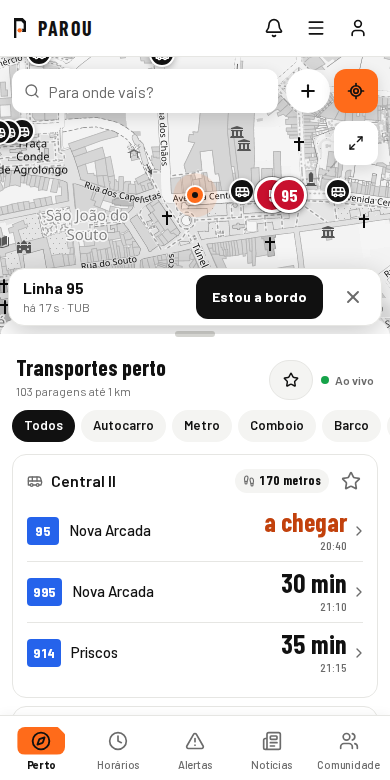 PAROU
Para onde vais?
Praça
Conde
de Agrolongo
Rua dos Capelistas
São João do
Souto
Rua do Souto
Túnel
95
Linha 95
há 17 s · TUB
Estou a bordo
Transportes perto
103 paragens até 1 km
Ao vivo
Todos
Autocarro
Metro
Comboio
Barco
Central II
170 metros
95
Nova Arcada
a chegar
20:40
995
Nova Arcada
30 min
21:10
914
Priscos
35 min
21:15
Perto
Horários
Alertas
Notícias
Comunidade